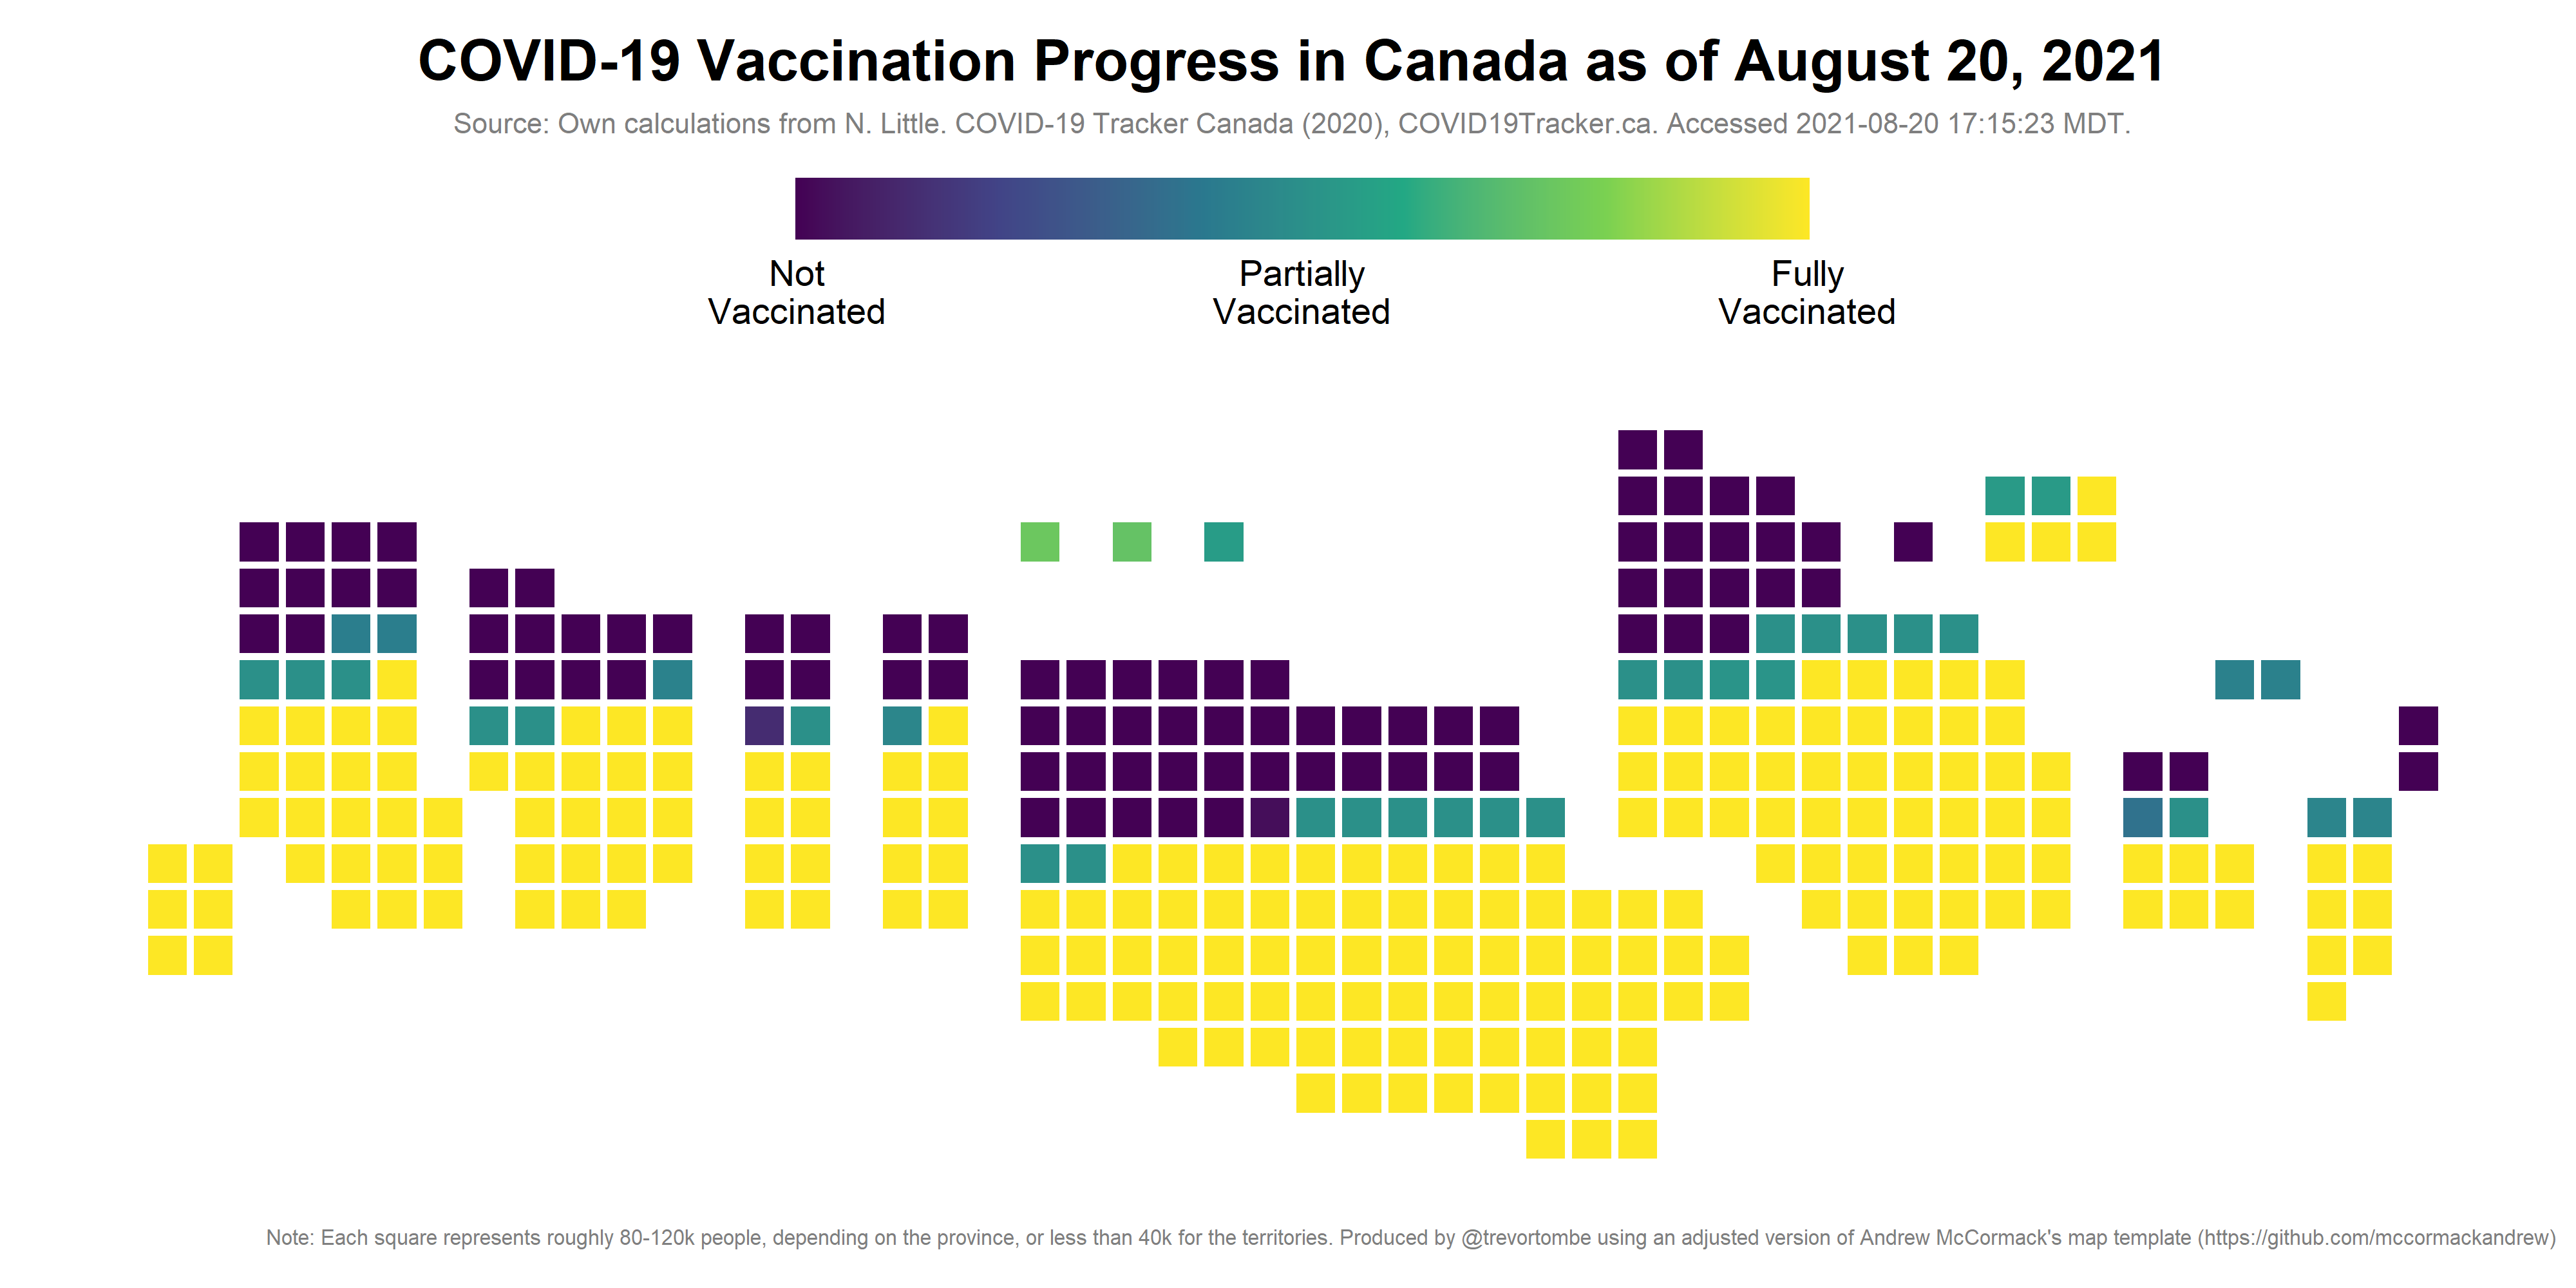 COVID-19 Vaccination Progress in Canada as of August 20, 2021
Source: Own calculations from N. Little. COVID-19 Tracker Canada (2020), COVID19Tracker.ca. Accessed 2021-08-20 17:15:23 MDT.
Not Vaccinated
Partially Vaccinated
Fully Vaccinated
Note: Each square represents roughly 80-120k people, depending on the province, or less than 40k for the territories. Produced by @trevortombe using an adjusted version of Andrew McCormack's map template (https://github.com/mccormackandrew)